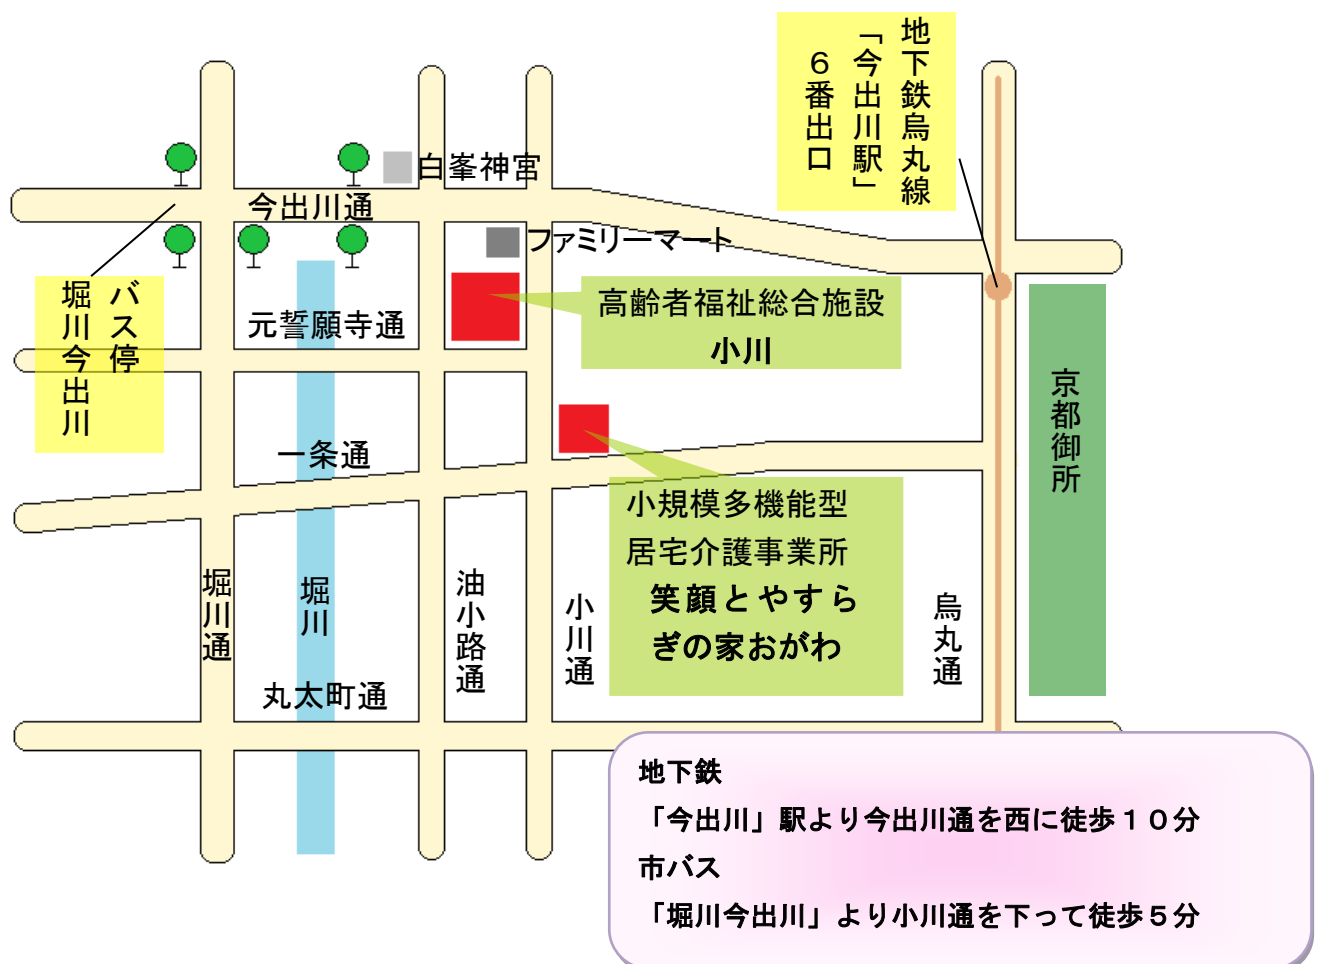 地下鉄烏丸線
「今出川駅」
６番出口
白峯神宮
今出川通
ファミリーマート
バス停
堀川今出川
元誓願寺通
高齢者福祉総合施設
小川
京都御所
一条通
小規模多機能型
居宅介護事業所
笑顔とやすら
ぎの家おがわ
堀川通
堀川
油小路通
小川通
烏丸通
丸太町通
地下鉄
「今出川」駅より今出川通を西に徒歩１０分
市バス
「堀川今出川」より小川通を下って徒歩５分